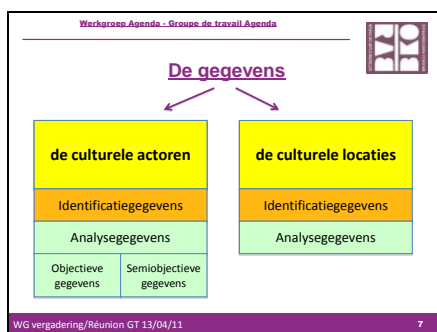 Werkgroep Agenda - Groupe de travail Agenda
De gegevens
de culturele actoren
Identificatiegegevens
Analysegegevens
Objectieve
gegevens
Semiobjectieve
gegevens
de culturele locaties
Identificatiegegevens
Analysegegevens
WG vergadering/Réunion GT 13/04/11
7